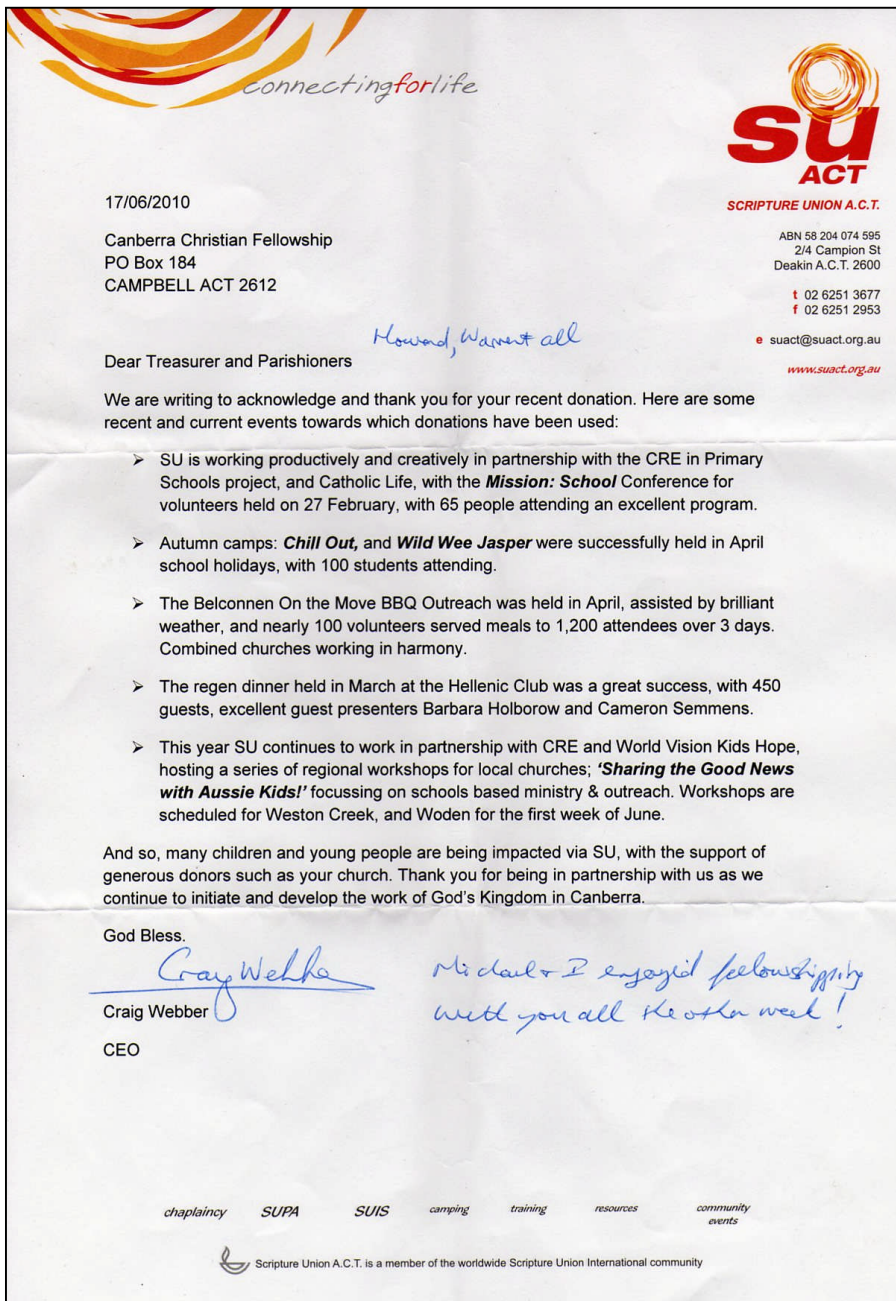 connectingforlife
su
ACT
SCRIPTURE UNION A.C.T.
ABN 58 204 074 595
2/4 Campion St
Deakin A.C.T. 2600
t 02 6251 3677
f 02 6251 2953
e suact@suact.org.au
www.suact.org.au
17/06/2010
Canberra Christian Fellowship
PO Box 184
CAMPBELL ACT 2612
Howard, all
Dear Treasurer and Parishioners
We are writing to acknowledge and thank you for your recent donation. Here are some
recent and current events towards which donations have been used:
➢ SU is working productively and creatively in partnership with the CRE in Primary
Schools project, and Catholic Life, with the Mission: School Conference for
volunteers held on 27 February, with 65 people attending an excellent program.
➢ Autumn camps: Chill Out, and Wild Wee Jasper were successfully held in April
school holidays, with 100 students attending.
➢ The Belconnen On the Move BBQ Outreach was held in April, assisted by brilliant
weather, and nearly 100 volunteers served meals to 1,200 attendees over 3 days.
Combined churches working in harmony.
➢ The regen dinner held in March at the Hellenic Club was a great success, with 450
guests, excellent guest presenters Barbara Holborow and Cameron Semmens.
➢ This year SU continues to work in partnership with CRE and World Vision Kids Hope,
hosting a series of regional workshops for local churches; 'Sharing the Good News
with Aussie Kids!' focussing on schools based ministry & outreach. Workshops are
scheduled for Weston Creek, and Woden for the first week of June.
And so, many children and young people are being impacted via SU, with the support of
generous donors such as your church. Thank you for being in partnership with us as we
continue to initiate and develop the work of God's Kingdom in Canberra.
God Bless.
Craig Webber
Michael + I enjoyed fellowshipping
with you all the other week!
Craig Webber
CEO
chaplaincy SUPA SUIS camping training resources community
events
Scripture Union A.C.T. is a member of the worldwide Scripture Union International community